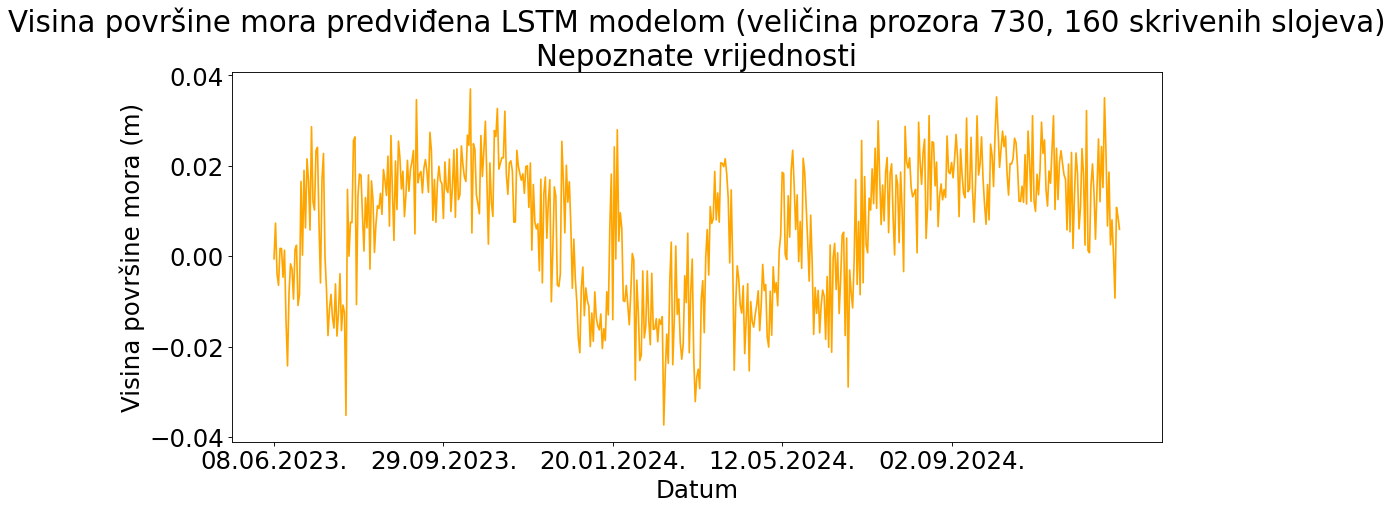 Visina površine mora predviđena LSTM modelom (veličina prozora 730, 160 skrivenih slojeva)
Nepoznate vrijednosti
Visina površine mora (m)
0.04
0.02
0.00
−0.02
−0.04
08.06.2023. 29.09.2023. 20.01.2024. 12.05.2024. 02.09.2024.
Datum